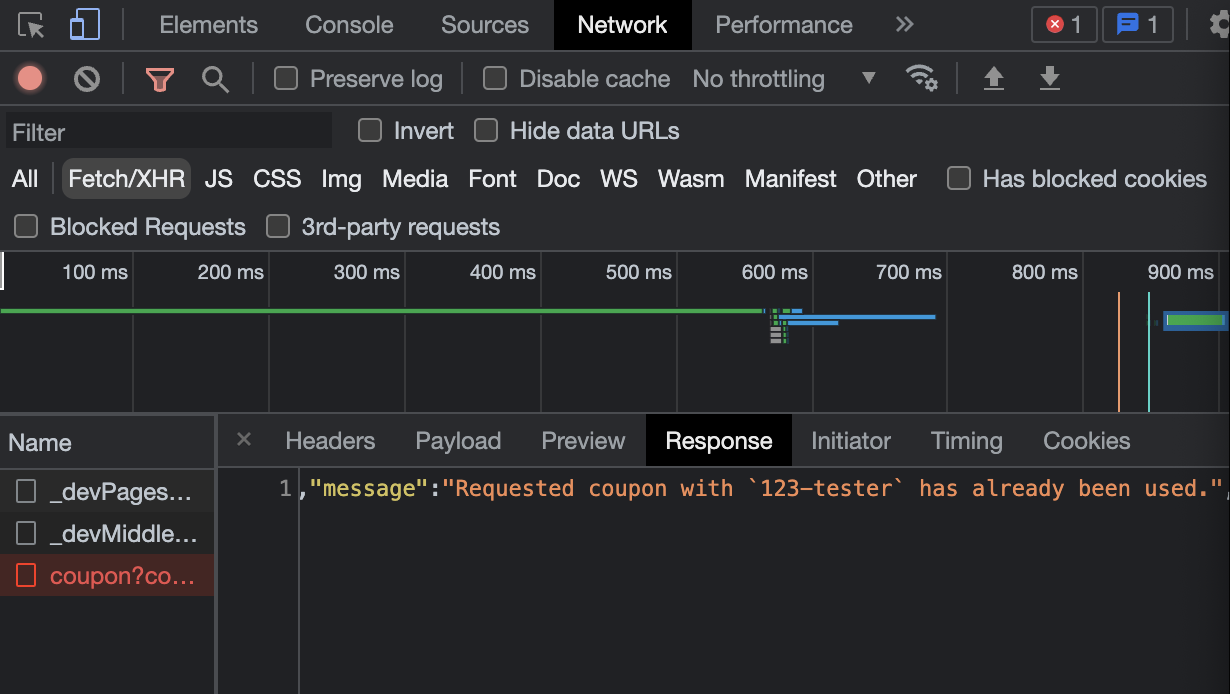 Elements Console Sources Network Performance 1 1
Preserve log Disable cache No throttling
Filter Invert Hide data URLs
All Fetch/XHR JS CSS Img Media Font Doc WS Wasm Manifest Other Has blocked cookies
Blocked Requests 3rd-party requests
100 ms 200 ms 300 ms 400 ms 500 ms 600 ms 700 ms 800 ms 900 ms
Name × Headers Payload Preview Response Initiator Timing Cookies
1 ,"message":"Requested coupon with `123-tester` has already been used.",
_devPages...
_devMiddle...
coupon?co...